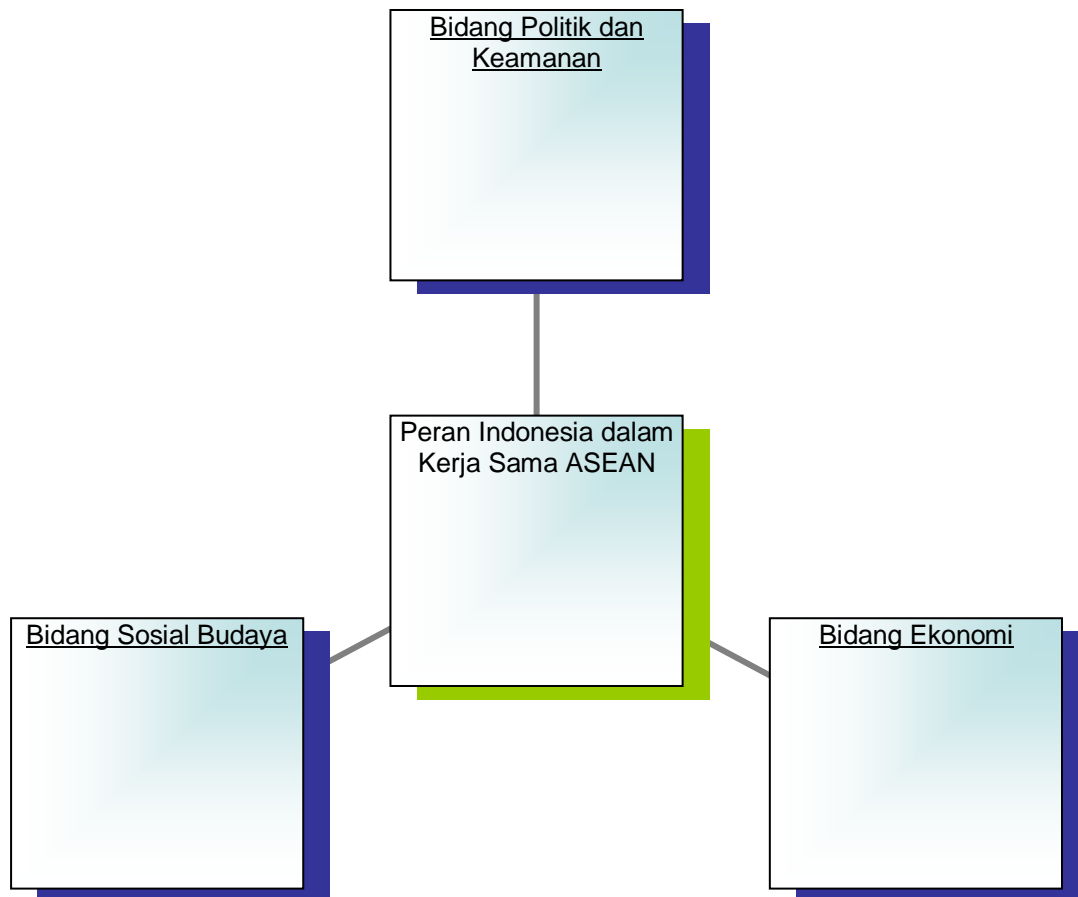 Bidang Politik dan
Keamanan
Peran Indonesia dalam
Kerja Sama ASEAN
Bidang Sosial Budaya
Bidang Ekonomi